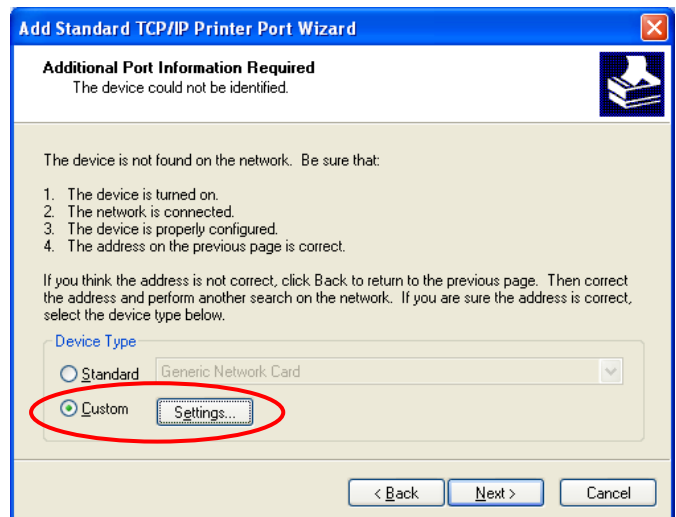 Add Standard TCP/IP Printer Port Wizard
Additional Port Information Required
The device could not be identified.
The device is not found on the network. Be sure that:
1. The device is turned on.
2. The network is connected.
3. The device is properly configured.
4. The address on the previous page is correct.
If you think the address is not correct, click Back to return to the previous page. Then correct
the address and perform another search on the network. If you are sure the address is correct,
select the device type below.
Device Type
Standard Generic Network Card
Custom Settings...
< Back Next > Cancel